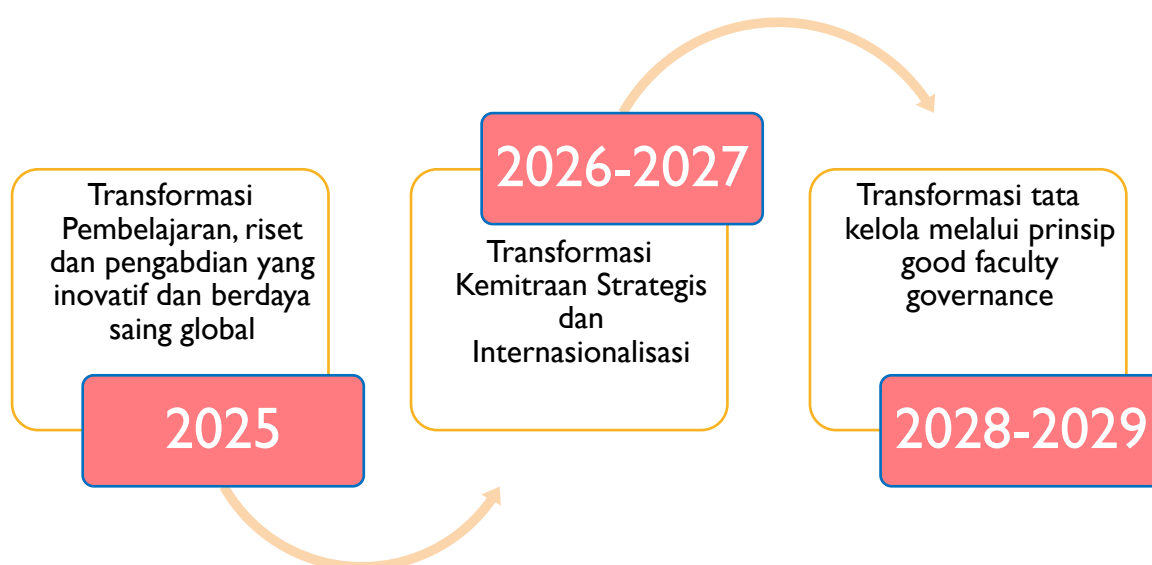 Transformasi
Pembelajaran, riset
dan pengabdian yang
inovatif dan berdaya
saing global
2025
2026-2027
Transformasi
Kemitraan Strategis
dan
Internasionalisasi
Transformasi tata
kelola melalui prinsip
good faculty
governance
2028-2029